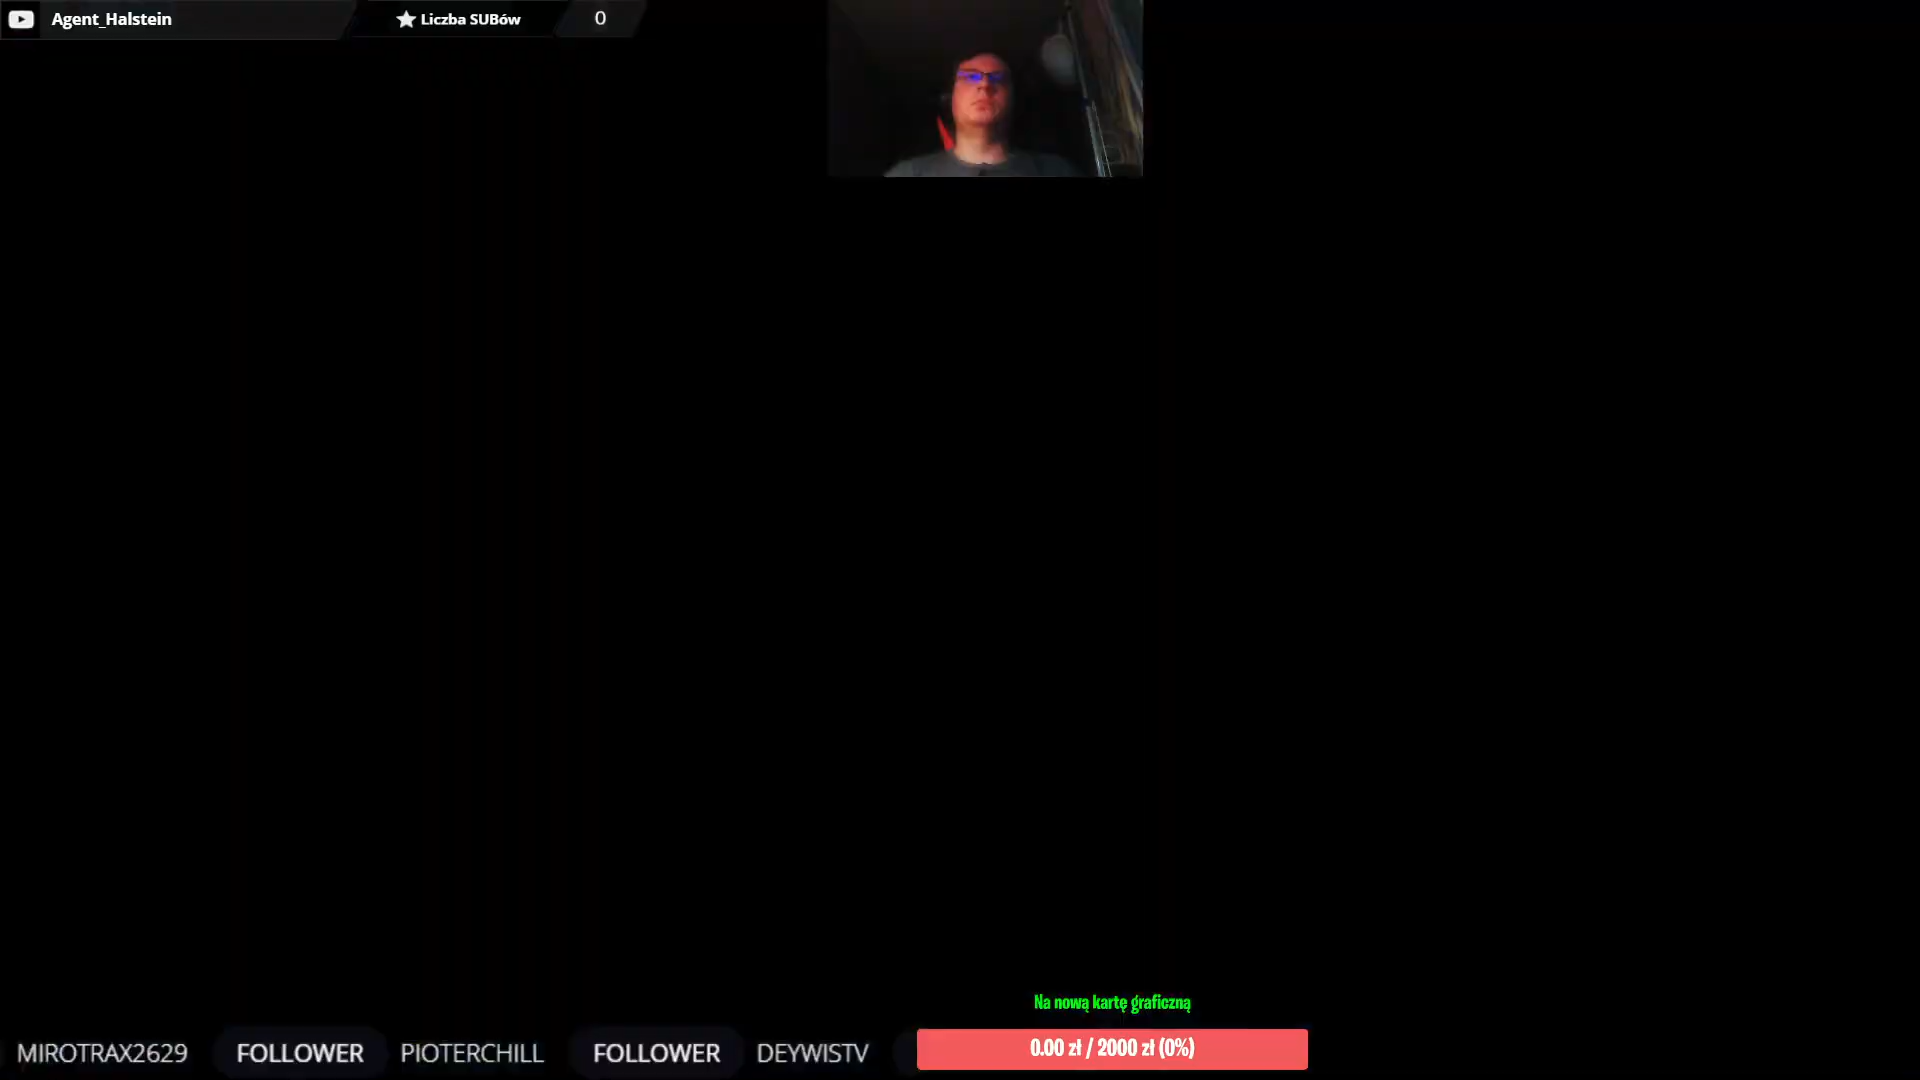 Agent_Halstein
Liczba SUBów 0
Na nową kartę graficzną
MIROTRAX2629 FOLLOWER PIOTERCHILL FOLLOWER DEYWISTV
0.00 zł / 2000 zł (0%)